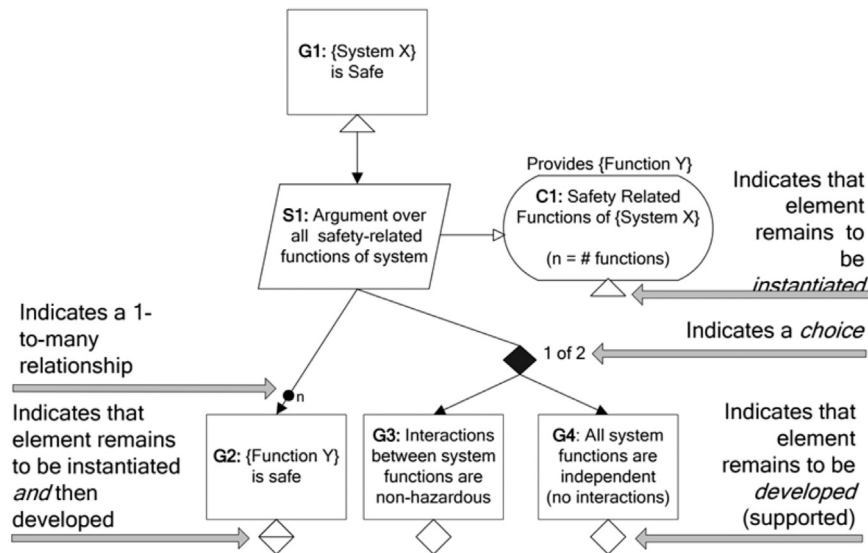 G1: {System X}
is Safe
Provides {Function Y}
C1: Safety Related
Functions of {System X}
(n = # functions)
S1: Argument over
all safety-related
functions of system
Indicates that
element
remains to
be
instantiated
Indicates a choice
1 of 2
Indicates a 1-
to-many
relationship
n
Indicates that
element remains
to be instantiated
and then
developed
G2: {Function Y}
is safe
G3: Interactions
between system
functions are
non-hazardous
G4: All system
functions are
independent
(no interactions)
Indicates that
element
remains to be
developed
(supported)